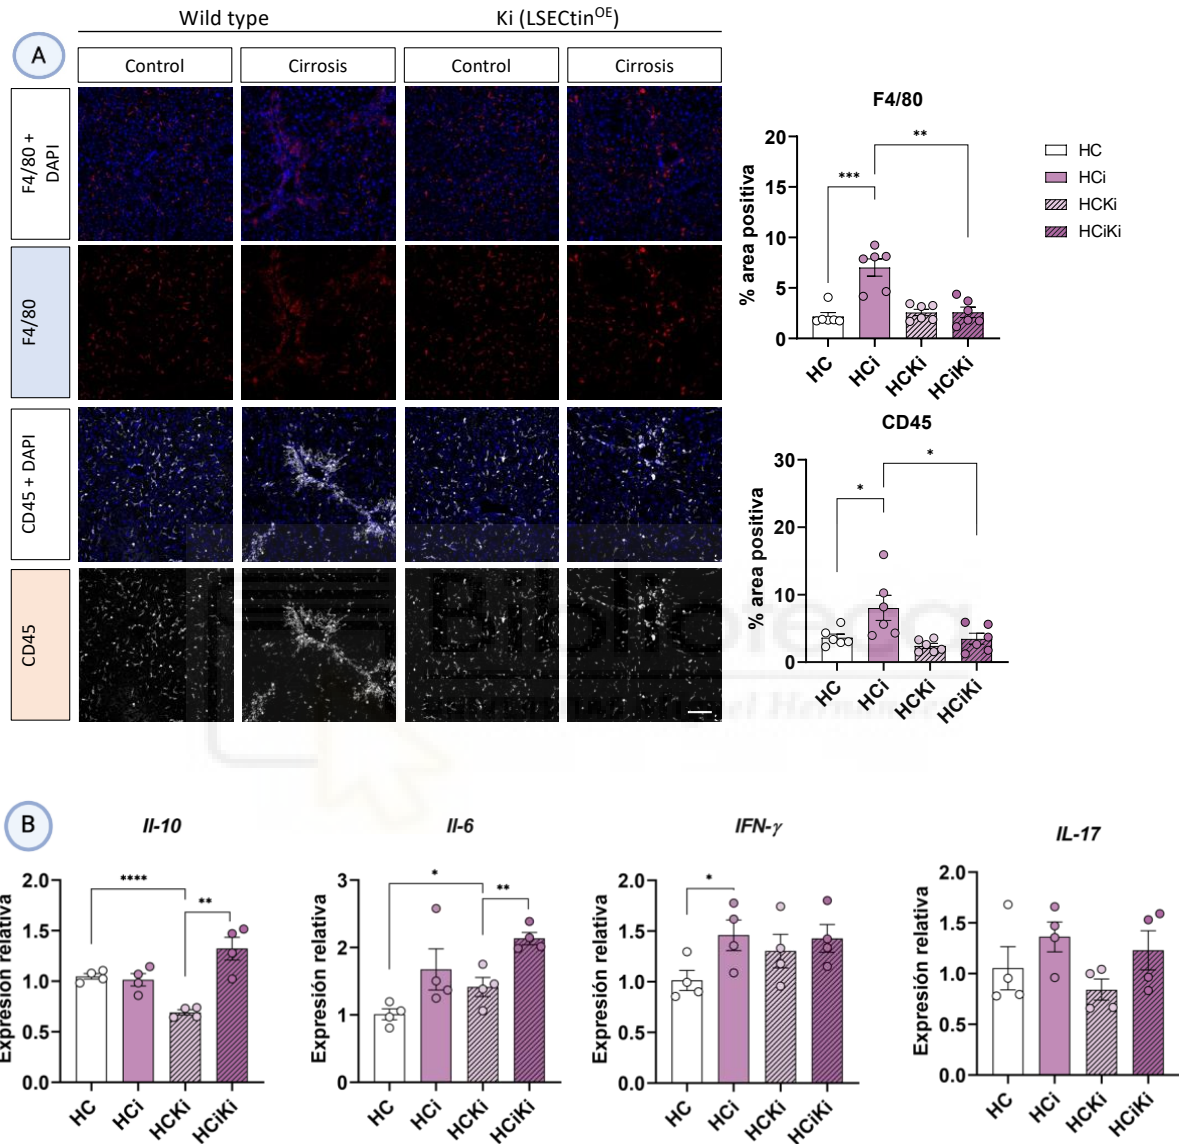 Wild type
Ki (LSECtinOE)
A
Control
Cirrosis
Control
Cirrosis
F4/80 +
DAPI
F4/80
CD45 + DAPI
CD45
F4/80
% area positiva
20
15
10
5
0
***
**
HC
HCi
HCKi
HCiKi
HC
HCi
HCKi
HCiKi
CD45
% area positiva
30
20
10
0
*
*
HC
HCi
HCKi
HCiKi
Biblioteca
B
Il-10
Expresión relativa
2.0
1.5
1.0
0.5
0.0
****
**
HC
HCi
HCKi
HCiKi
Il-6
Expresión relativa
3
2
1
0
*
**
HC
HCi
HCKi
HCiKi
IFN-γ
Expresión relativa
2.0
1.5
1.0
0.5
0.0
*
HC
HCi
HCKi
HCiKi
IL-17
Expresión relativa
2.0
1.5
1.0
0.5
0.0
HC
HCi
HCKi
HCiKi